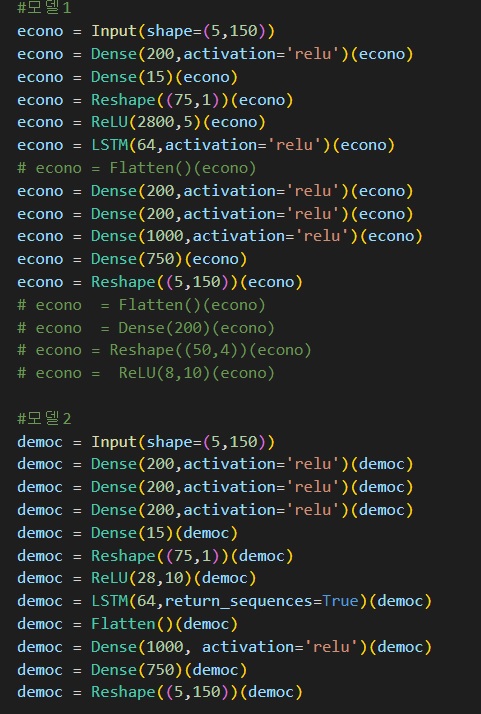 #모델1
econo = Input(shape=(5,150))
econo = Dense(200,activation='relu')(econo)
econo = Dense(15)(econo)
econo = Reshape((75,1))(econo)
econo = ReLU(2800,5)(econo)
econo = LSTM(64,activation='relu')(econo)
# econo = Flatten()(econo)
econo = Dense(200,activation='relu')(econo)
econo = Dense(200,activation='relu')(econo)
econo = Dense(1000,activation='relu')(econo)
econo = Dense(750)(econo)
econo = Reshape((5,150))(econo)
# econo  = Flatten()(econo)
# econo  = Dense(200)(econo)
# econo = Reshape((50,4))(econo)
# econo =  ReLU(8,10)(econo)

#모델2
democ = Input(shape=(5,150))
democ = Dense(200,activation='relu')(democ)
democ = Dense(200,activation='relu')(democ)
democ = Dense(200,activation='relu')(democ)
democ = Dense(15)(democ)
democ = Reshape((75,1))(democ)
democ = ReLU(28,10)(democ)
democ = LSTM(64,return_sequences=True)(democ)
democ = Flatten()(democ)
democ = Dense(1000, activation='relu')(democ)
democ = Dense(750)(democ)
democ = Reshape((5,150))(democ)